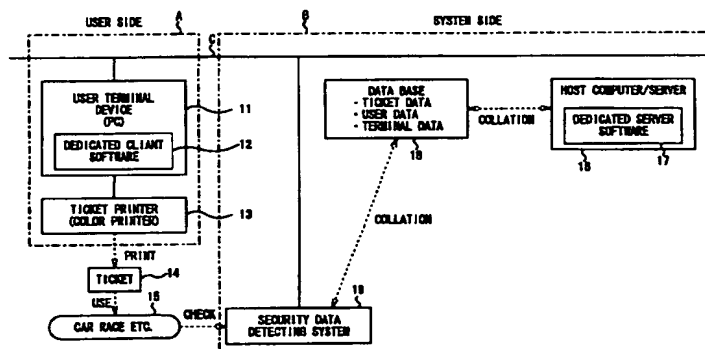 USER SIDE
A
C
B
SYSTEM SIDE
USER TERMINAL
DEVICE
(PC)
11
DEDICATED CLIENT
SOFTWARE
12
TICKET PRINTER
(COLOR PRINTER)
13
PRINT
TICKET
14
USE
15
CAR RACE ETC.
CHECK
DATA BASE
- TICKET DATA
- USER DATA
- TERMINAL DATA
18
COLLATION
HOST COMPUTER/SERVER
DEDICATED SERVER
SOFTWARE
16
17
COLLATION
19
SECURITY DATA
DETECTING SYSTEM